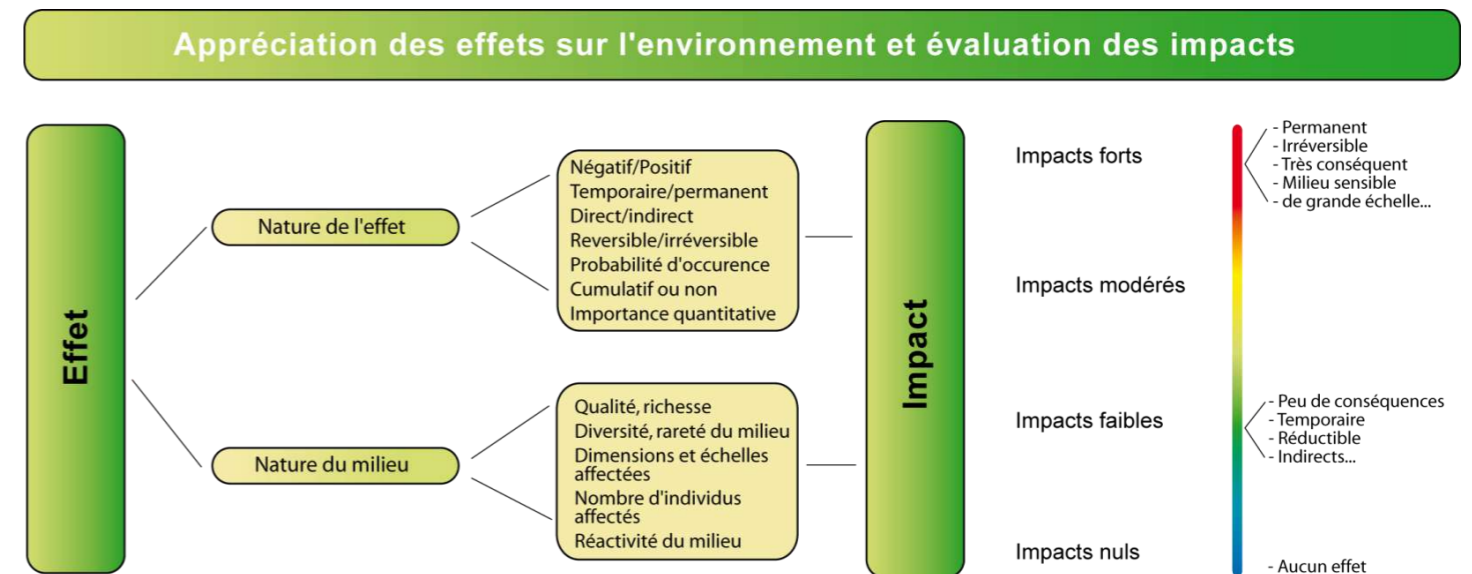 Appréciation des effets sur l'environnement et évaluation des impacts
Effet
Nature de l'effet
Négatif/Positif
Temporaire/permanent
Direct/indirect
Reversible/irréversible
Probabilité d'occurence
Cumulatif ou non
Importance quantitative
Nature du milieu
Qualité, richesse
Diversité, rareté du milieu
Dimensions et échelles
affectées
Nombre d'individus
affectés
Réactivité du milieu
Impact
Impacts forts
- Permanent
- Irréversible
- Très conséquent
- Milieu sensible
- de grande échelle...
Impacts modérés
Impacts faibles
- Peu de conséquences
- Temporaire
- Réductible
- Indirects...
Impacts nuls
- Aucun effet